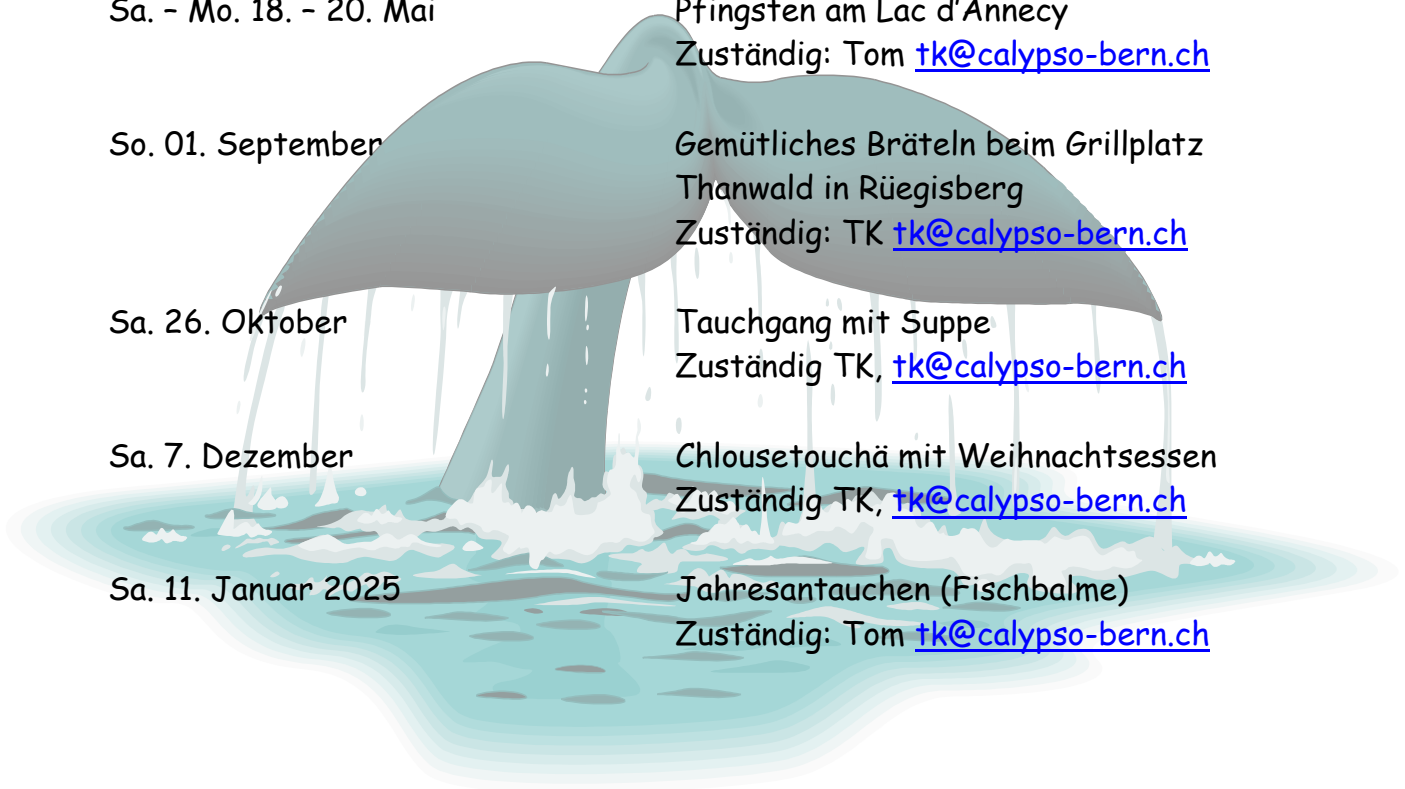 Sa. – Mo. 18. – 20. Mai Pfingsten am Lac d’Annecy
Zuständig: Tom tk@calypso-bern.ch
So. 01. September Gemütliches Bräteln beim Grillplatz
Thanwald in Rüegisberg
Zuständig: TK tk@calypso-bern.ch
Sa. 26. Oktober Tauchgang mit Suppe
Zuständig TK, tk@calypso-bern.ch
Sa. 7. Dezember Chlousetouchä mit Weihnachtsessen
Zuständig TK, tk@calypso-bern.ch
Sa. 11. Januar 2025 Jahresantauchen (Fischbalme)
Zuständig: Tom tk@calypso-bern.ch